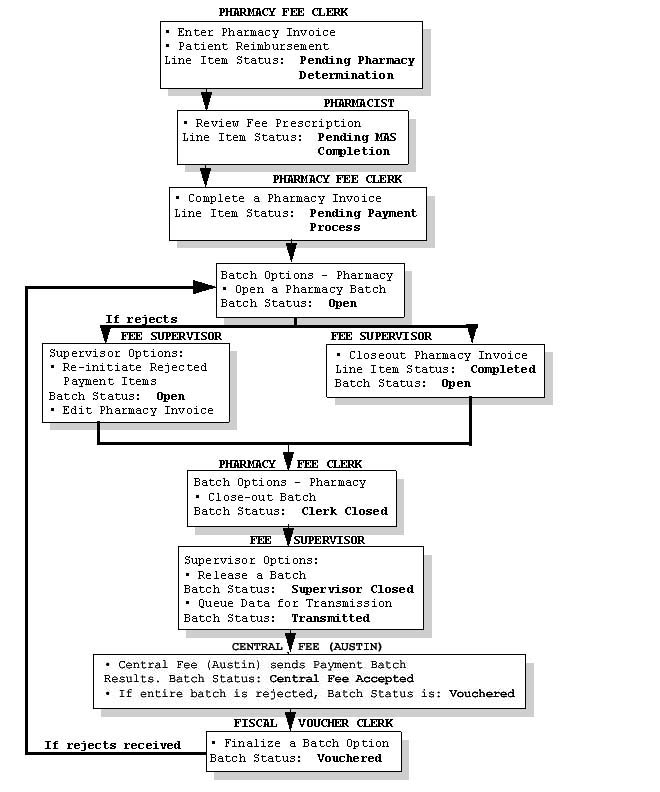 PHARMACY FEE CLERK
• Enter Pharmacy Invoice
• Patient Reimbursement
Line Item Status: Pending Pharmacy
Determination
PHARMACIST
• Review Fee Prescription
Line Item Status: Pending MAS
Completion
PHARMACY FEE CLERK
• Complete a Pharmacy Invoice
Line Item Status: Pending Payment
Process
Batch Options - Pharmacy
• Open a Pharmacy Batch
Batch Status: Open
If rejects
FEE SUPERVISOR
Supervisor Options:
• Re-initiate Rejected
Payment Items
Batch Status: Open
• Edit Pharmacy Invoice
FEE SUPERVISOR
• Closeout Pharmacy Invoice
Line Item Status: Completed
Batch Status: Open
PHARMACY FEE CLERK
Batch Options - Pharmacy
• Close-out Batch
Batch Status: Clerk Closed
FEE SUPERVISOR
Supervisor Options:
• Release a Batch
Batch Status: Supervisor Closed
• Queue Data for Transmission
Batch Status: Transmitted
CENTRAL FEE (AUSTIN)
• Central Fee (Austin) sends Payment Batch
Results. Batch Status: Central Fee Accepted
• If entire batch is rejected, Batch Status is: Vouchered
FISCAL VOUCHER CLERK
• Finalize a Batch Option
Batch Status: Vouchered
If rejects received